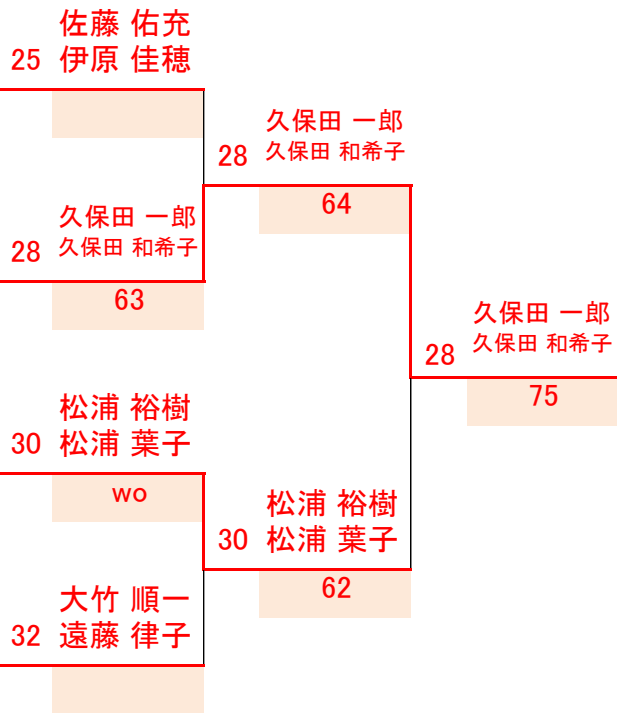 佐藤 佑充
25 伊原 佳穂
久保田 一郎
28 久保田 和希子
64
久保田 一郎
28 久保田 和希子
63
久保田 一郎
28 久保田 和希子
75
松浦 裕樹
30 松浦 葉子
wo
松浦 裕樹
30 松浦 葉子
62
大竹 順一
32 遠藤 律子